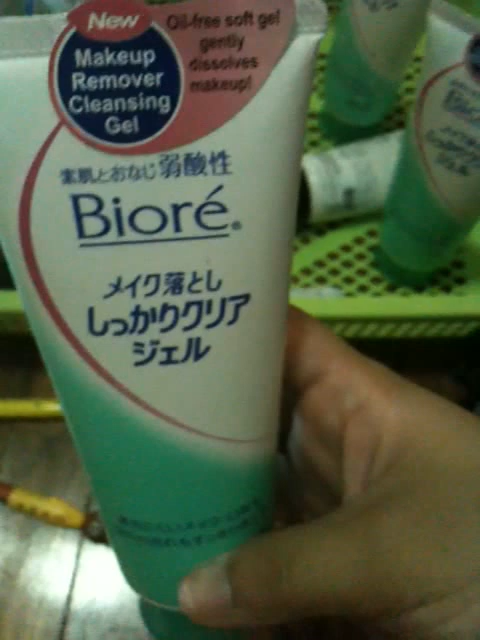 New
Makeup
Remover
Cleansing
Gel
Oil-free soft gel
gently
dissolves
makeup!
素肌とおなじ弱酸性
Bioré
メイク落とし
しっかりクリア
ジェル
Bior